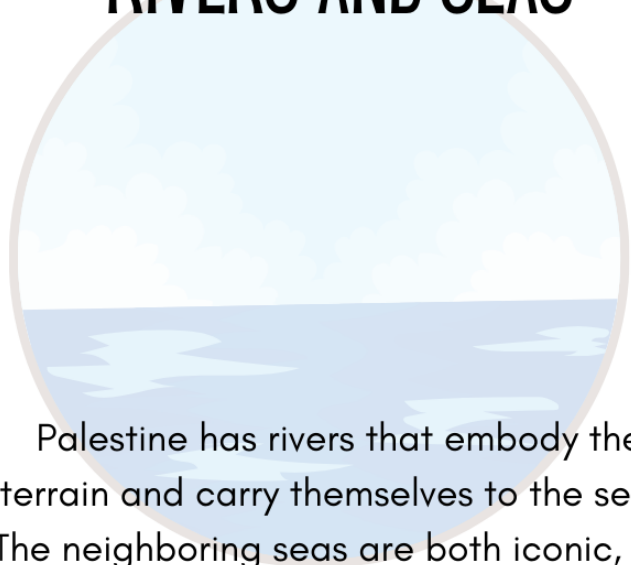 RIVERS AND SEAS
Palestine has rivers that embody the
terrain and carry themselves to the
The neighboring seas are both iconic,